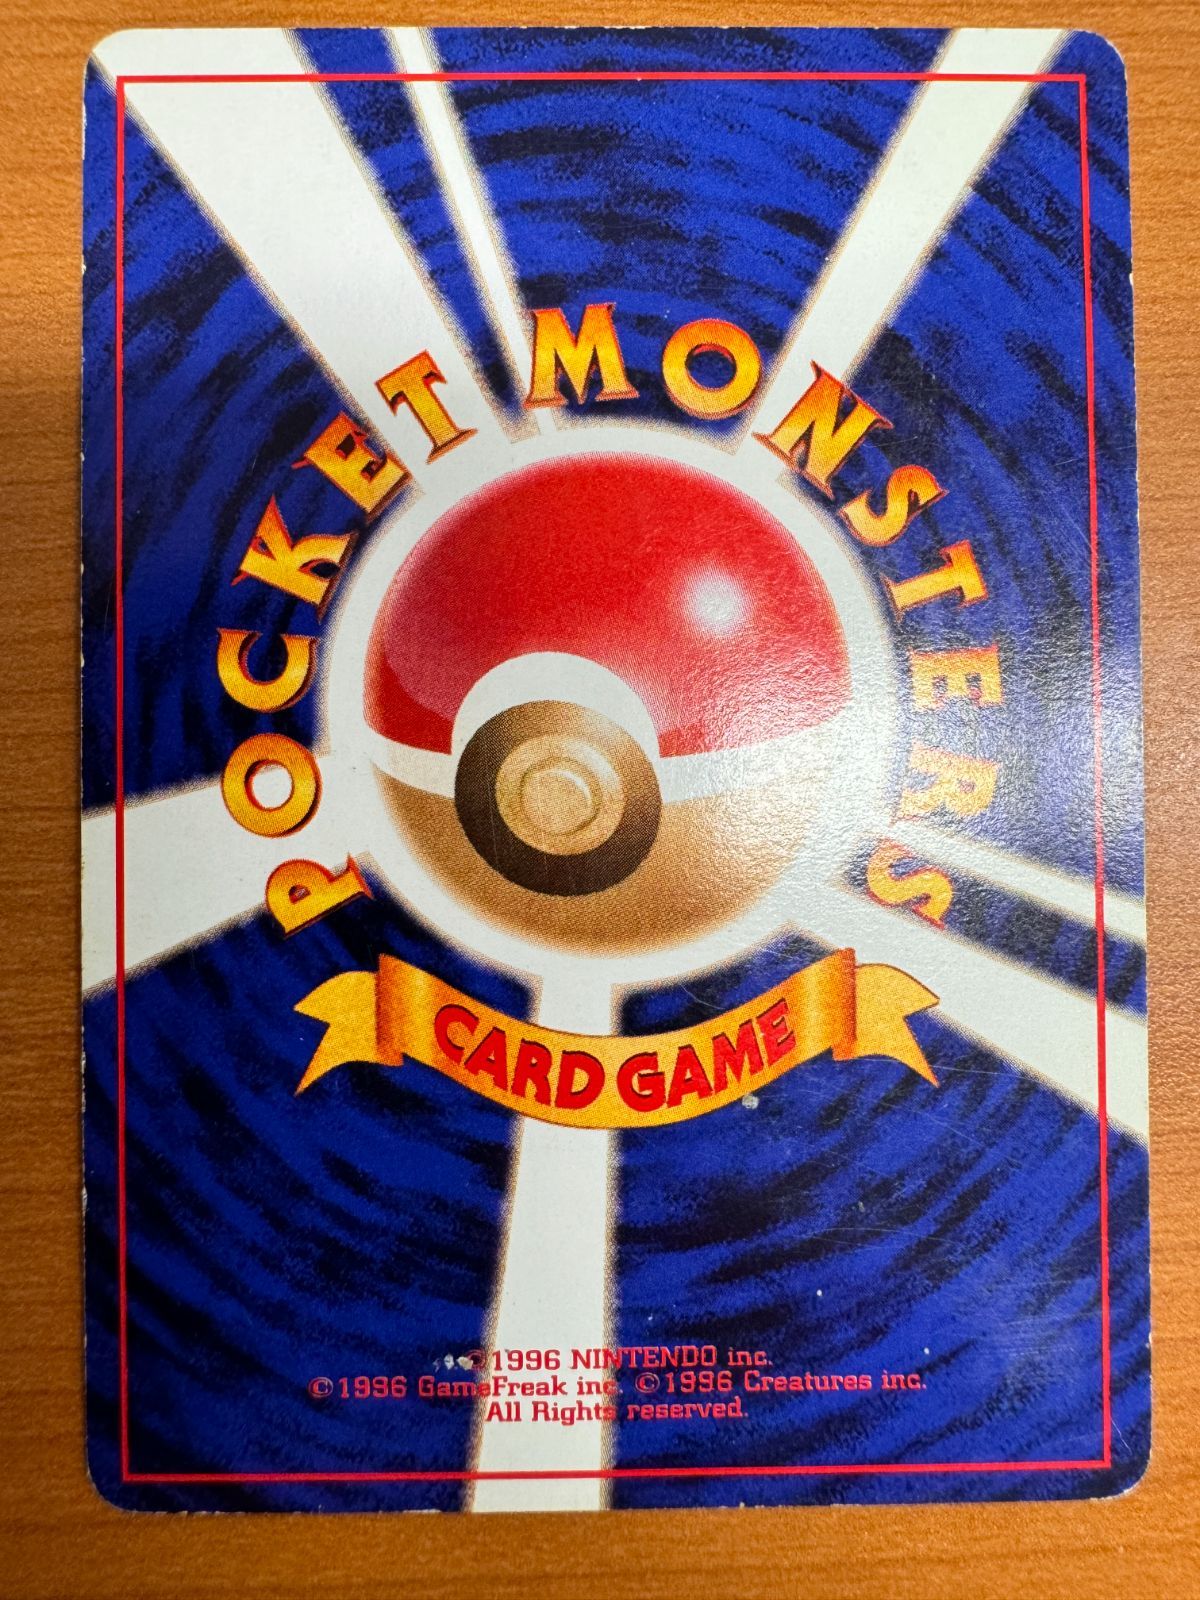 POCKET MONSTERS
CARD GAME
©1996 NINTENDO inc.
©1996 GameFreak inc. ©1996 Creatures inc.
All Rights reserved.